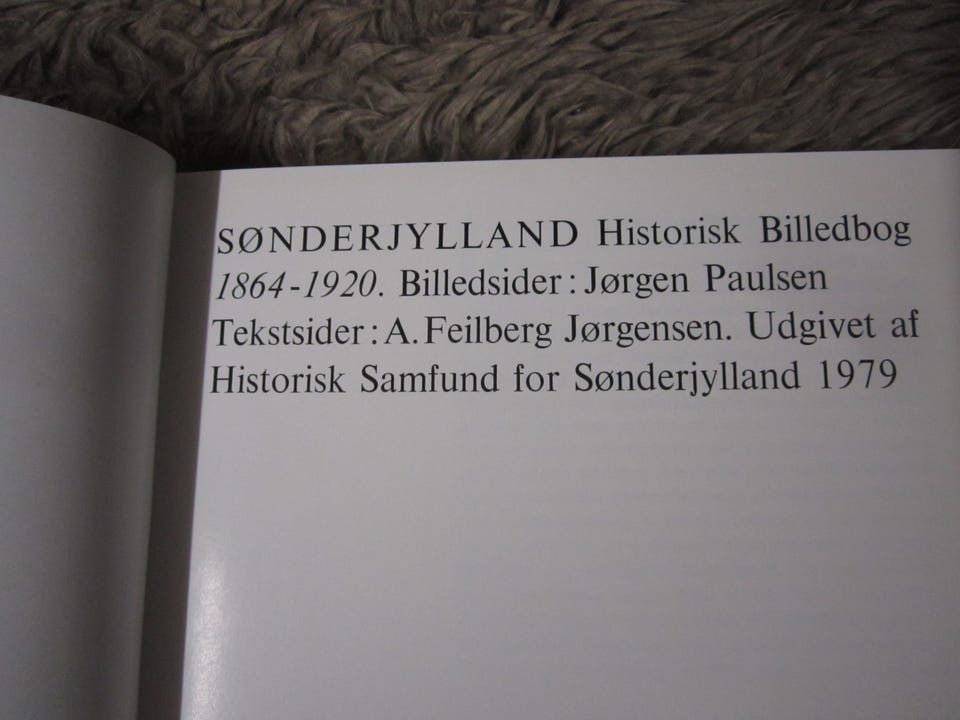 SØNDERJYLLAND Historisk Billedbog
1864-1920. Billedsider: Jørgen Paulsen
Tekstsider: A. Feilberg Jørgensen. Udgivet af
Historisk Samfund for Sønderjylland 1979